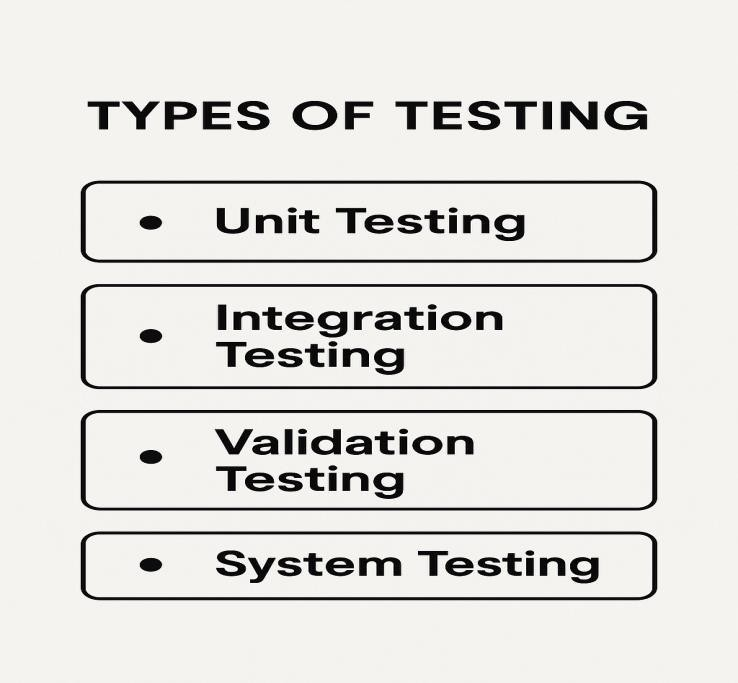 TYPES OF TESTING
• Unit Testing
• Integration
Testing
• Validation
Testing
• System Testing